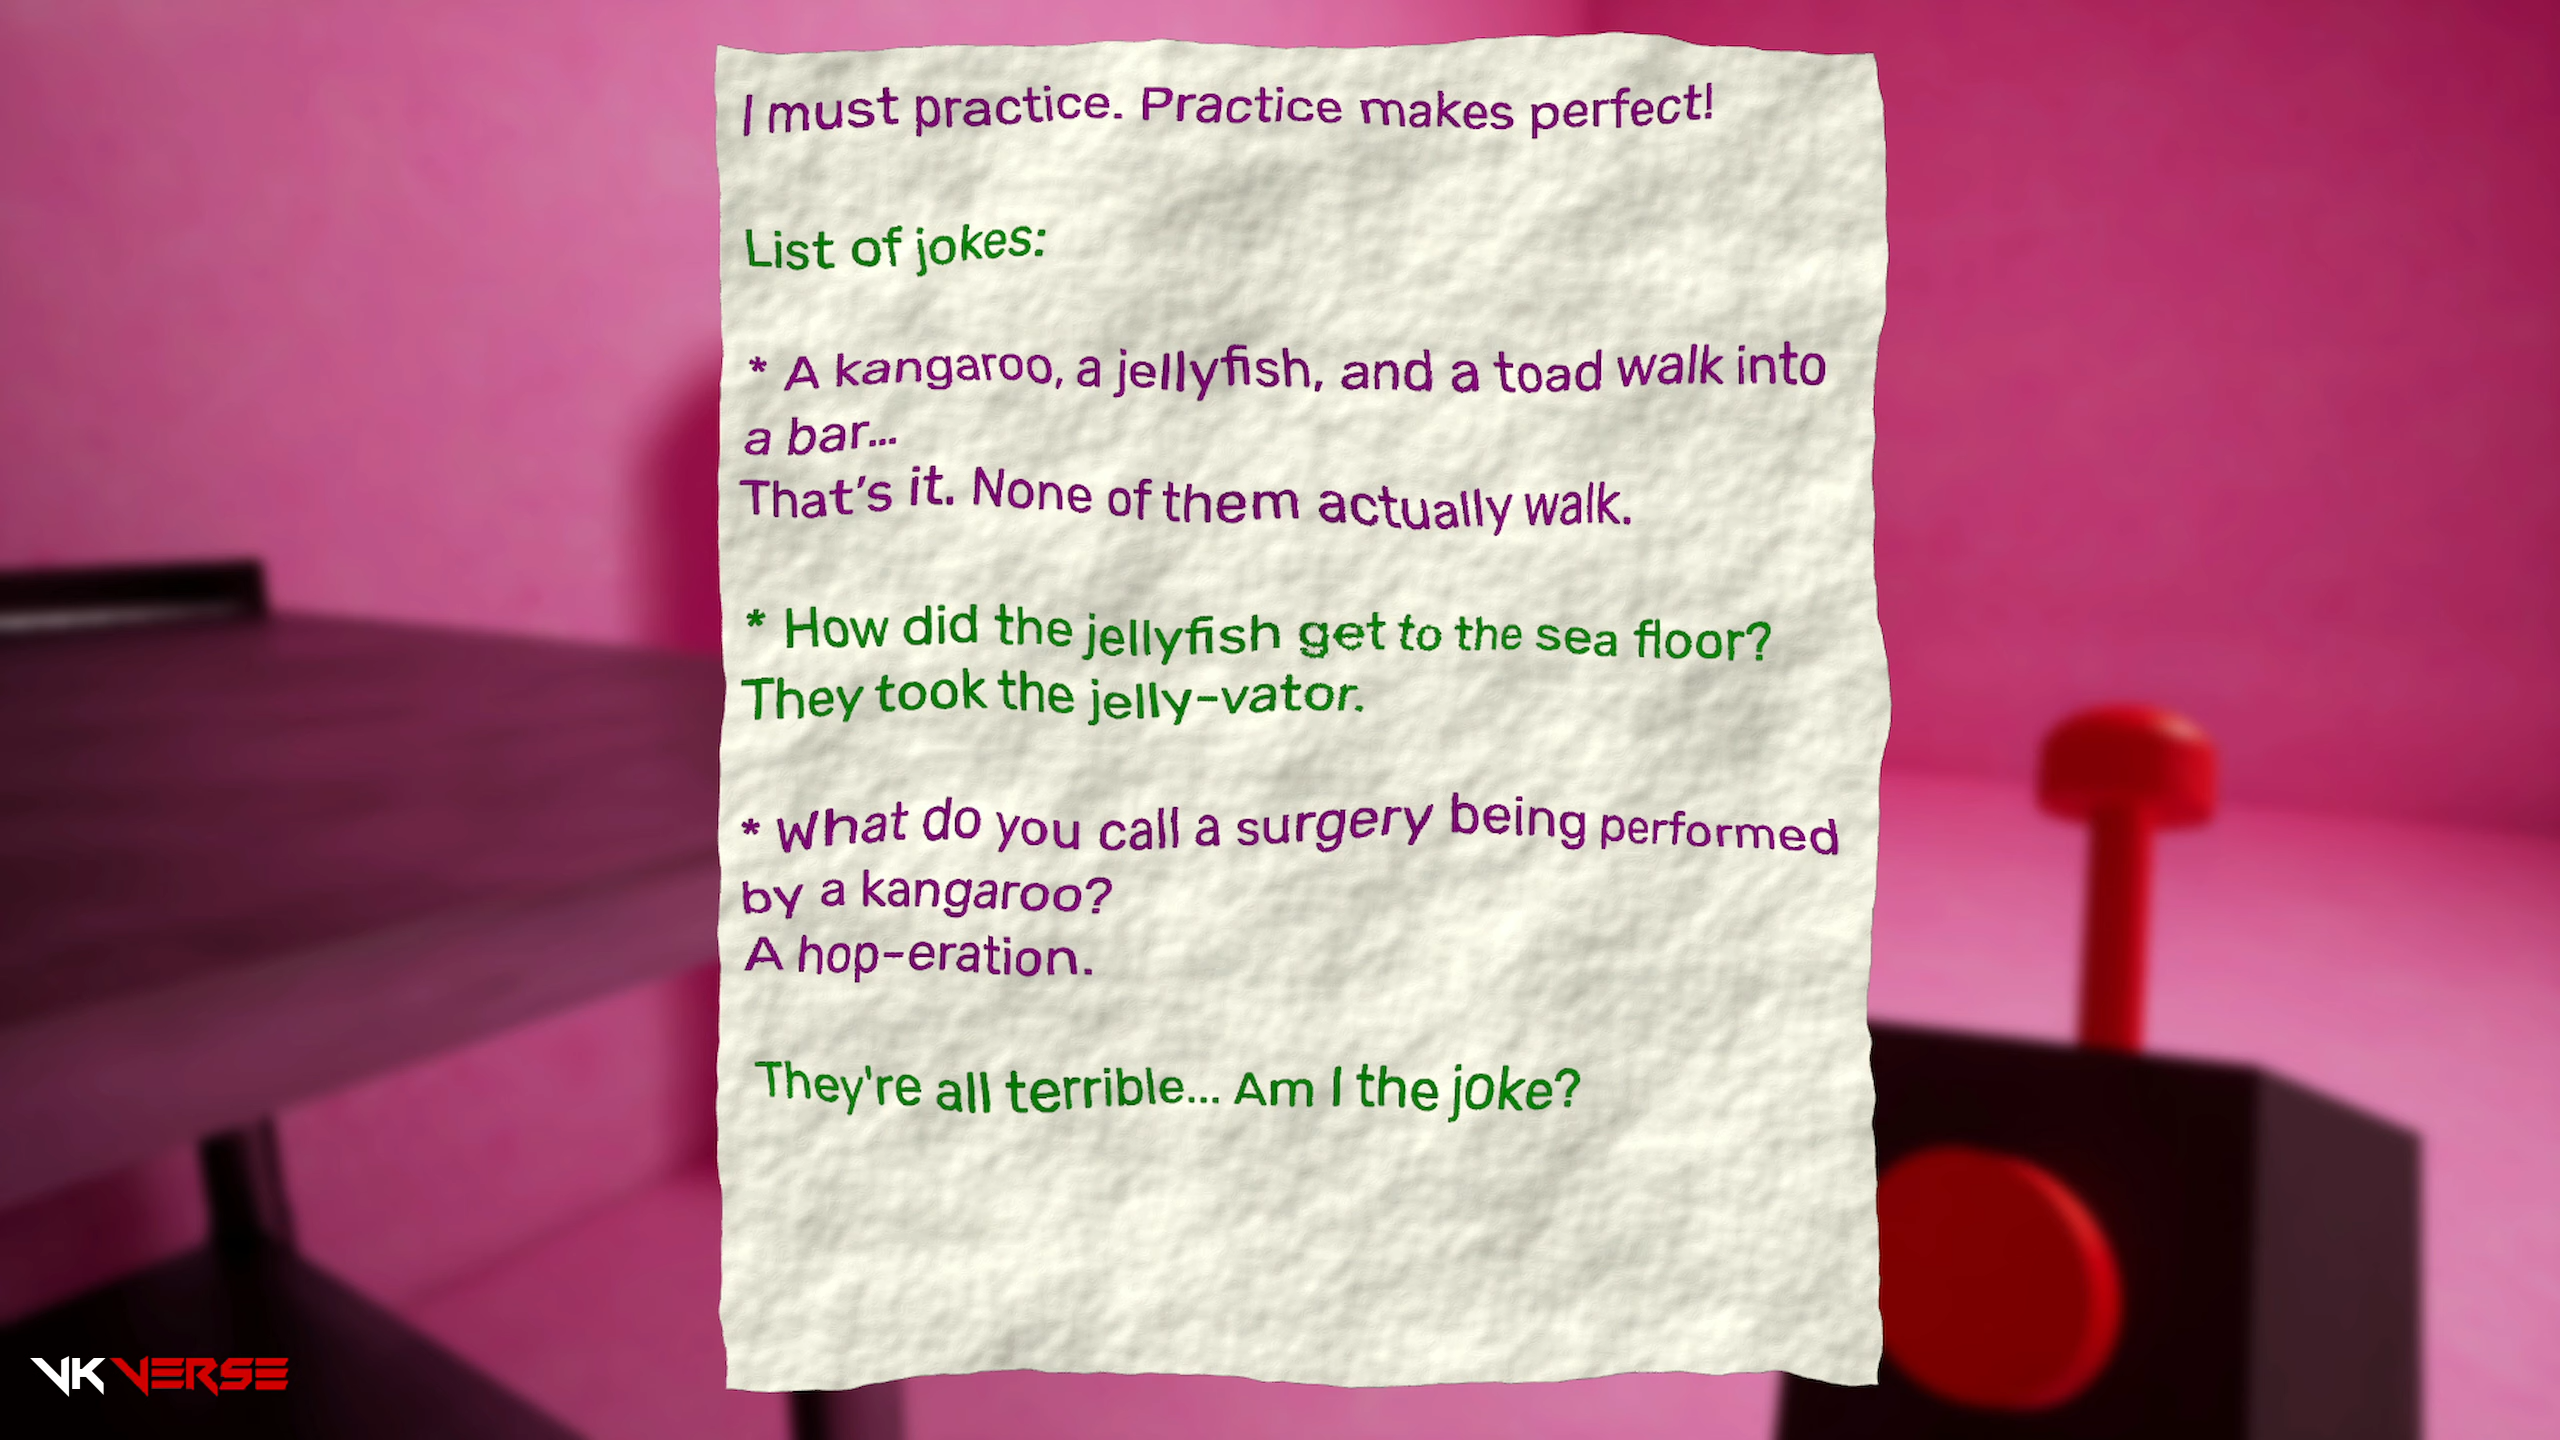 I must practice. Practice makes perfect!
List of jokes:
* A kangaroo, a jellyfish, and a toad walk into
a bar...
That's it. None of them actually walk.
* How did the jellyfish get to the sea floor?
They took the jelly-vator.
* What do you call a surgery being performed
by a kangaroo?
A hop-eration.
They're all terrible... Am I the joke?
VK VERSE